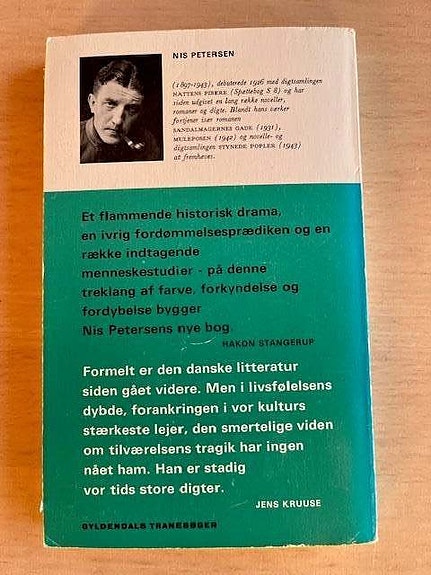 NIS PETERSEN
(1897-1943), debuterede 1926 med digtsamlingen
NATTENS PIBERE (Spættebog S 8) og har
siden udgivet en lang række noveller,
romaner og digte. Blandt hans værker
fortjener især romanen
SANDALMAGERNES GADE (1931),
MULEPOSEN (1942) og novelle- og
digtsamlingen STYNEDE POPLER (1943)
at fremhæves.
Et flammende historisk drama,
en ivrig fordømmelsesprædiken og en
række indtagende
menneskestudier - på denne
treklang af farve, forkyndelse og
fordybelse bygger
Nis Petersens nye bog.
HAKON STANGERUP
Formelt er den danske litteratur
siden gået videre. Men i livsfølelsens
dybde, forankringen i vor kulturs
stærkeste lejer, den smertelige viden
om tilværelsens tragik har ingen
nået ham. Han er stadig
vor tids store digter.
JENS KRUUSE
GYLDENDALS TRANEBØGER